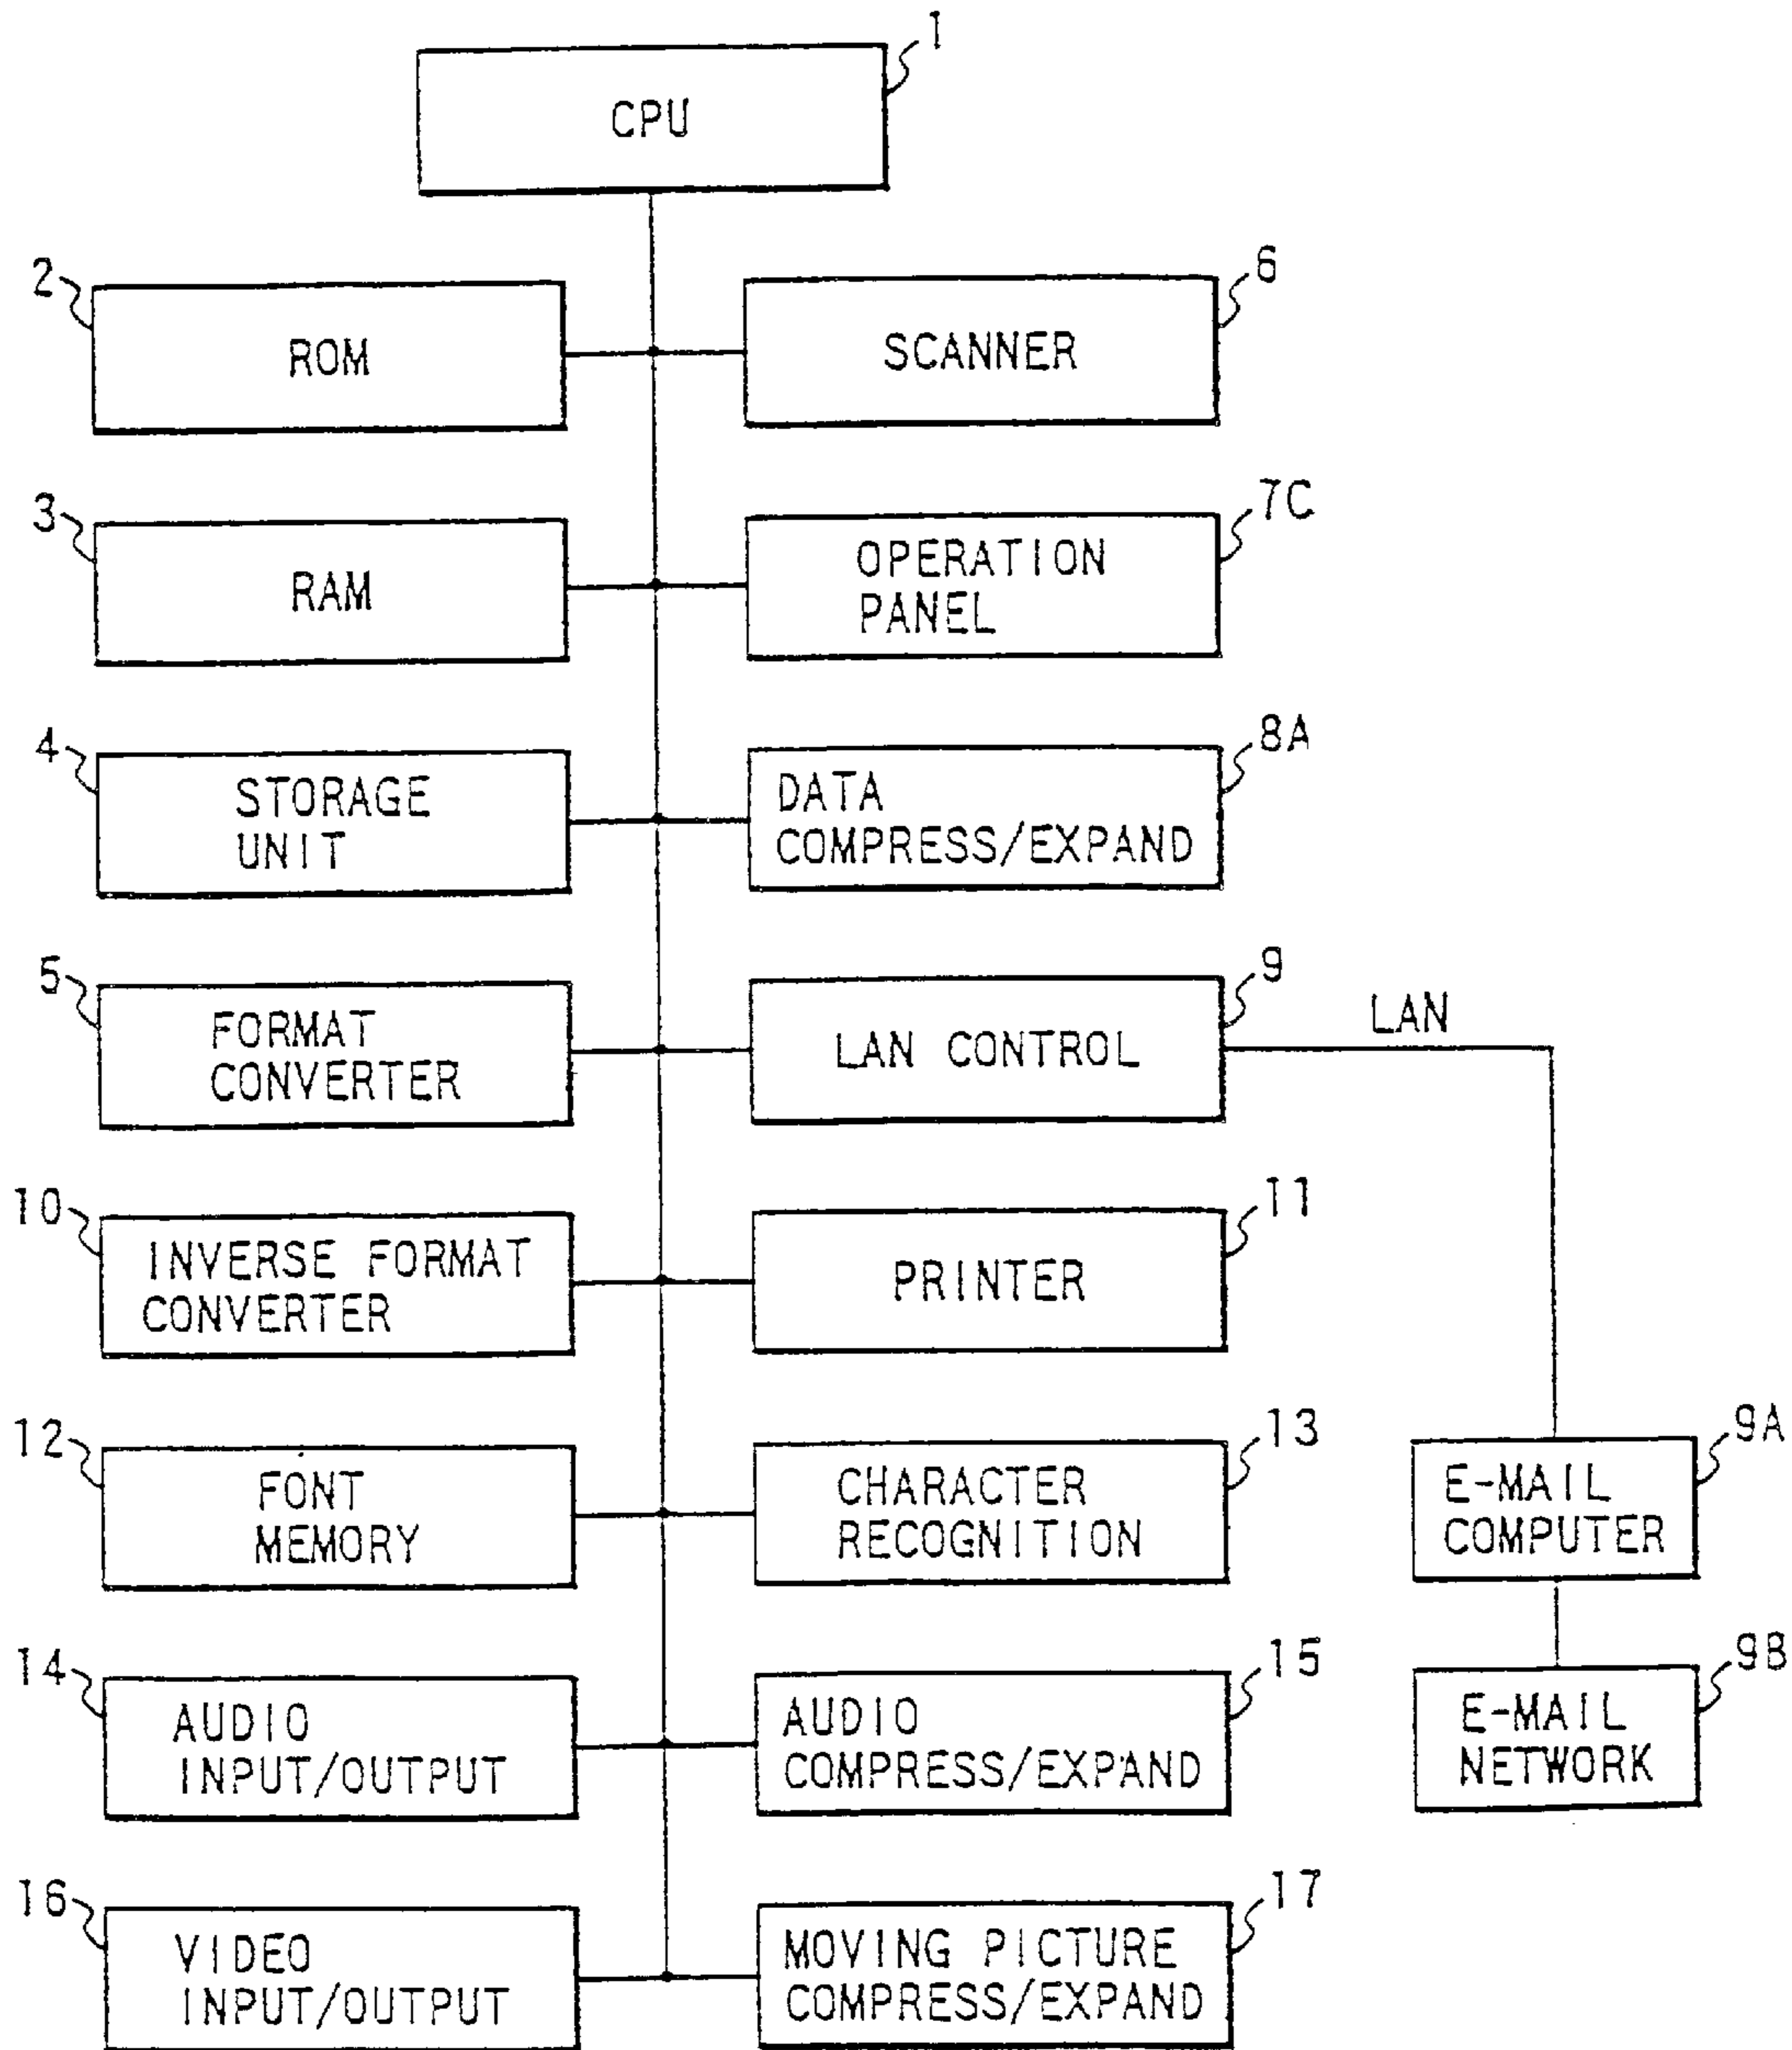 1
CPU
2
ROM
6
SCANNER
3
RAM
7C
OPERATION
PANEL
4
STORAGE
UNIT
8A
DATA
COMPRESS/EXPAND
5
FORMAT
CONVERTER
9
LAN CONTROL
LAN
10
INVERSE FORMAT
CONVERTER
11
PRINTER
12
FONT
MEMORY
13
CHARACTER
RECOGNITION
9A
E-MAIL
COMPUTER
14
AUDIO
INPUT/OUTPUT
15
AUDIO
COMPRESS/EXPAND
9B
E-MAIL
NETWORK
16
VIDEO
INPUT/OUTPUT
17
MOVING PICTURE
COMPRESS/EXPAND